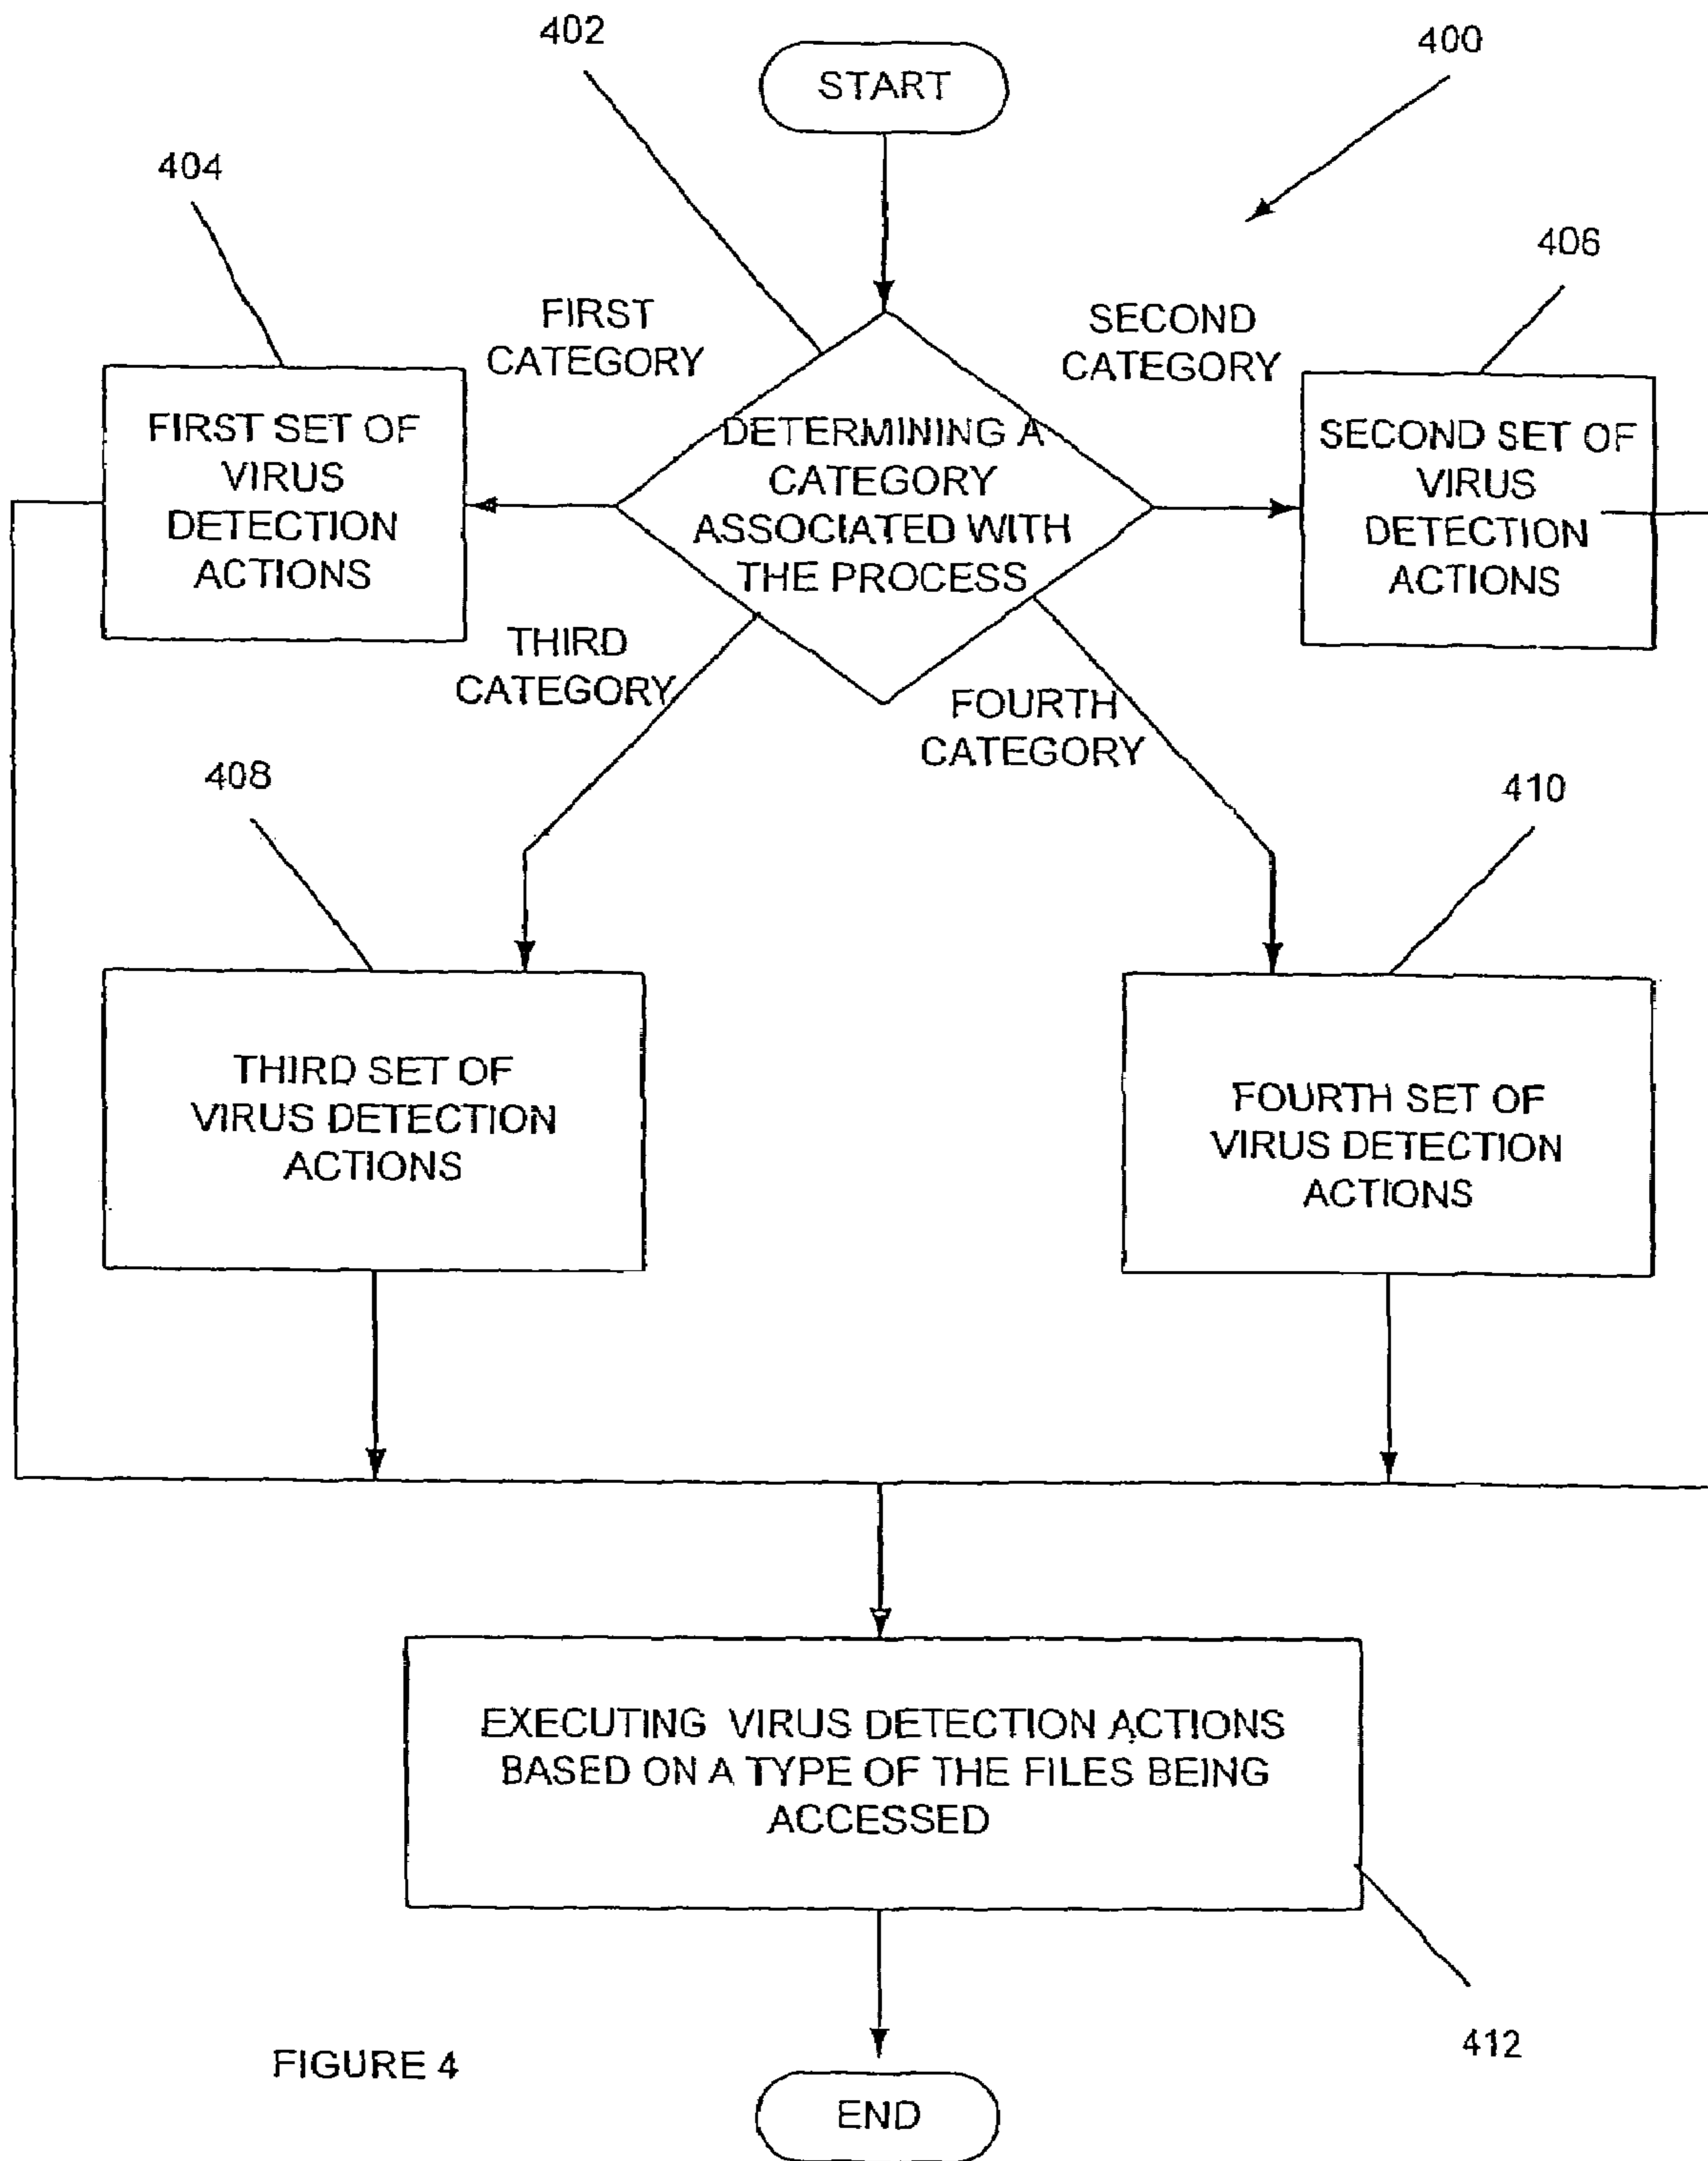 402
400
START
404
406
FIRST
CATEGORY
SECOND
CATEGORY
FIRST SET OF
VIRUS
DETECTION
ACTIONS
DETERMINING A
CATEGORY
ASSOCIATED WITH
THE PROCESS
SECOND SET OF
VIRUS
DETECTION
ACTIONS
THIRD
CATEGORY
FOURTH
CATEGORY
408
410
THIRD SET OF
VIRUS DETECTION
ACTIONS
FOURTH SET OF
VIRUS DETECTION
ACTIONS
EXECUTING VIRUS DETECTION ACTIONS
BASED ON A TYPE OF THE FILES BEING
ACCESSED
412
FIGURE 4
END